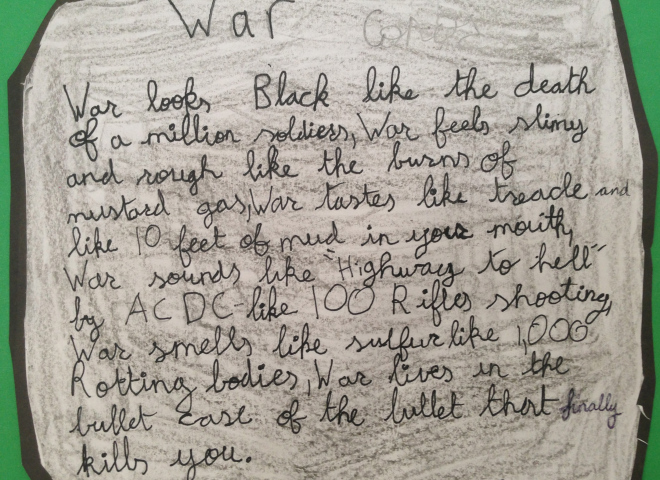 War
War looks Black like the death
of a million soldiers, War feels slimy
and rough like the burns of
mustard gas, War tastes like treacle and
like 10 feet of mud in your mouth,
War sounds like "Highway to hell"
by AC DC-like 100 Rifles shooting,
War smells like sulfur like 1,000
Rotting bodies, War lives in the
bullet case of the bullet that finally
kills you.